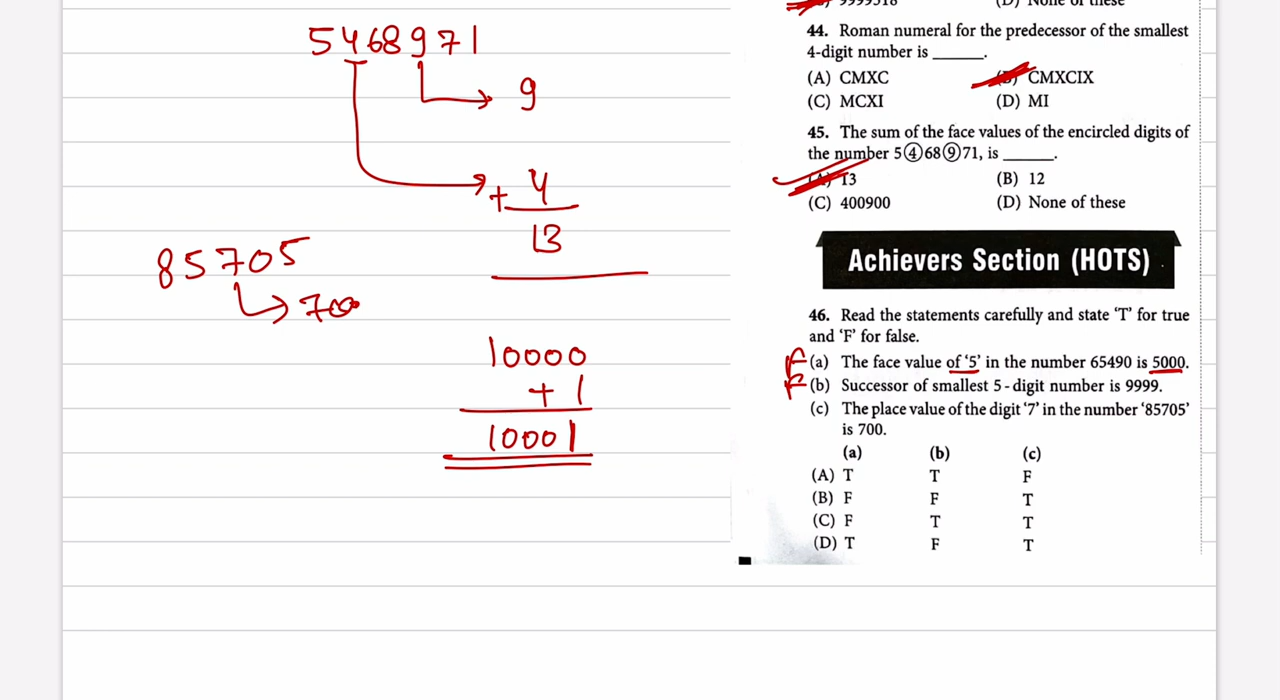 5468971
9
+ 4
13
85705
700
10000
+ 1
10001
9999518
(D) None of these
44. Roman numeral for the predecessor of the smallest
4-digit number is ______.
(A) CMXC (B) CMXCIX
(C) MCXI (D) MI
45. The sum of the face values of the encircled digits of
the number 5④68⑨71, is ______.
(A) 13 (B) 12
(C) 400900 (D) None of these
Achievers Section (HOTS)
46. Read the statements carefully and state 'T' for true
and 'F' for false.
F (a) The face value of '5' in the number 65490 is 5000.
F (b) Successor of smallest 5-digit number is 9999.
(c) The place value of the digit '7' in the number '85705'
is 700.
(a) (b) (c)
(A) T T F
(B) F F T
(C) F T T
(D) T F T